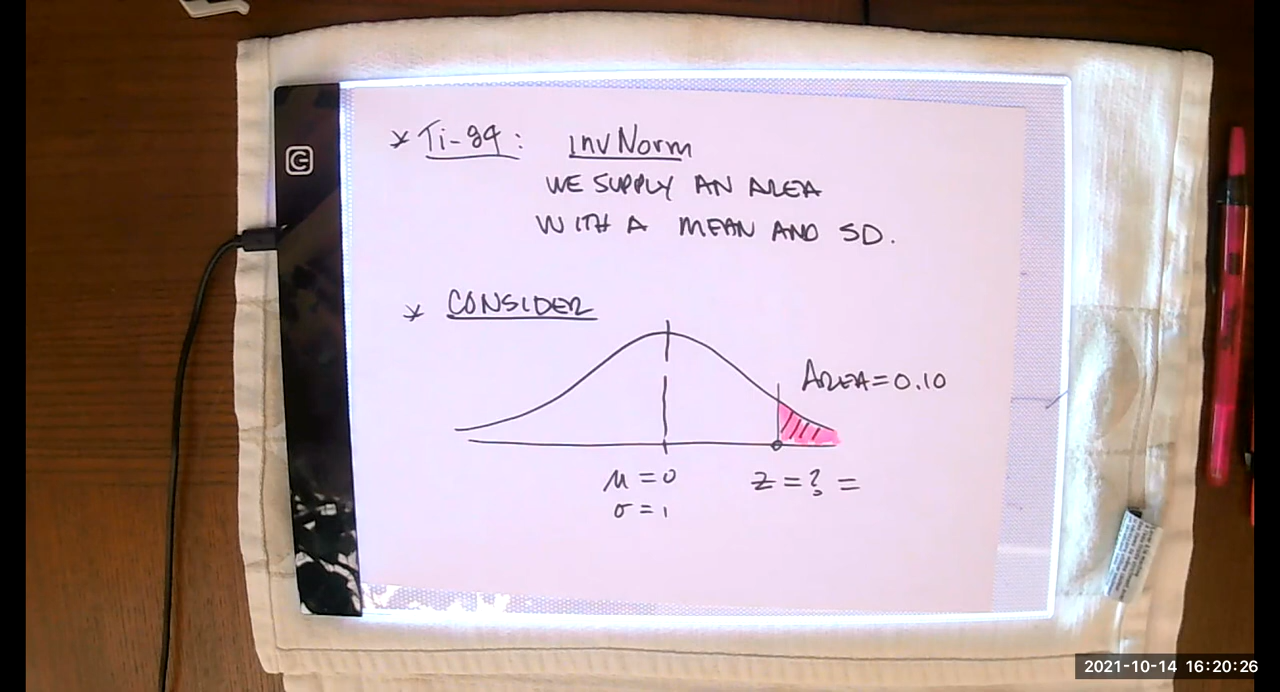 * Ti-84: invNorm
WE SUPPLY AN AREA
WITH A MEAN AND SD.
* CONSIDER
AREA = 0.10
μ = 0
z = ? =
σ = 1
2021-10-14 16:20:26